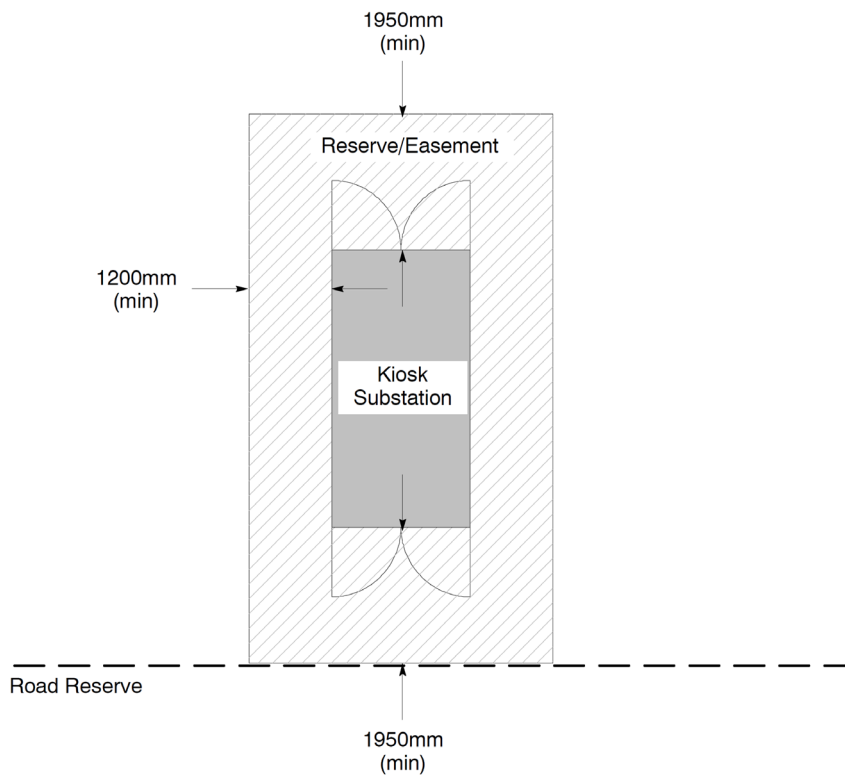 1950mm
(min)
Reserve/Easement
1200mm
(min)
Kiosk
Substation
Road Reserve
1950mm
(min)